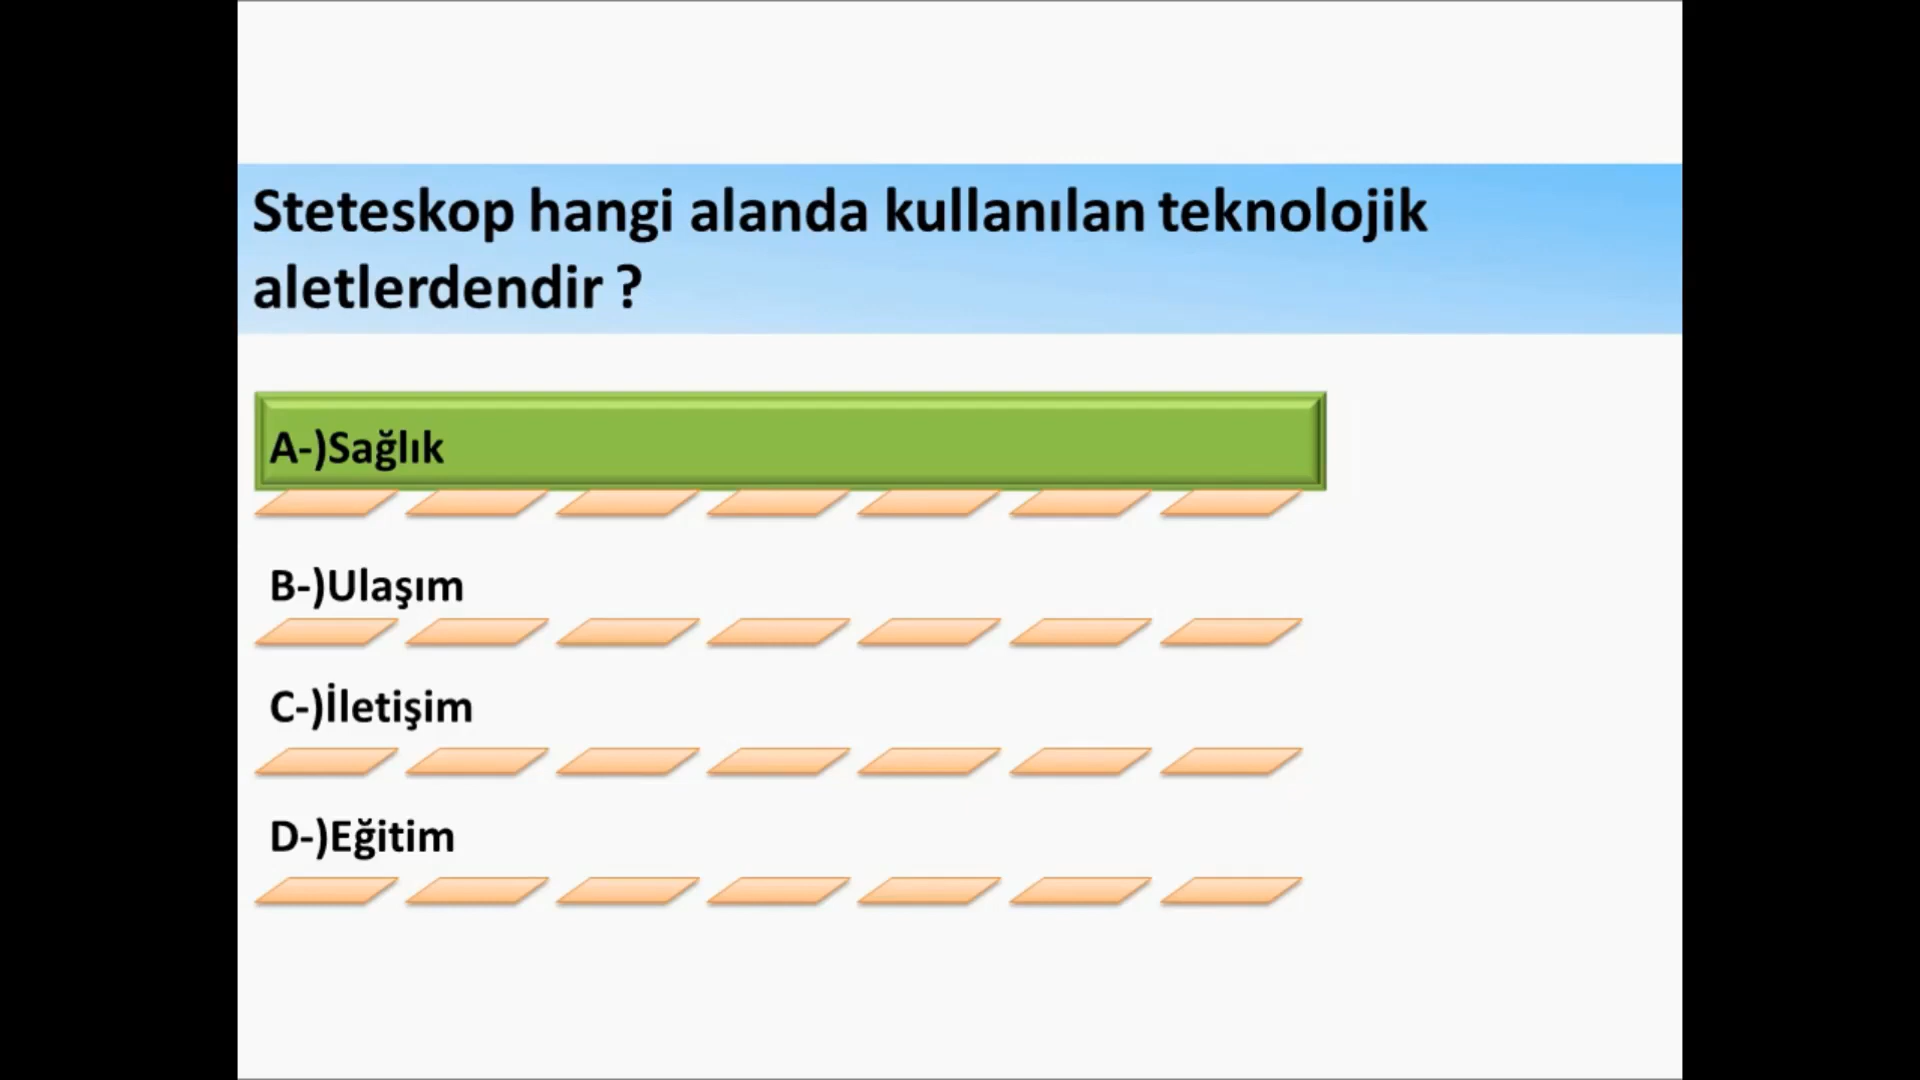 Steteskop hangi alanda kullanılan teknolojik
aletlerdendir ?
A-)Sağlık
B-)Ulaşım
C-)İletişim
D-)Eğitim